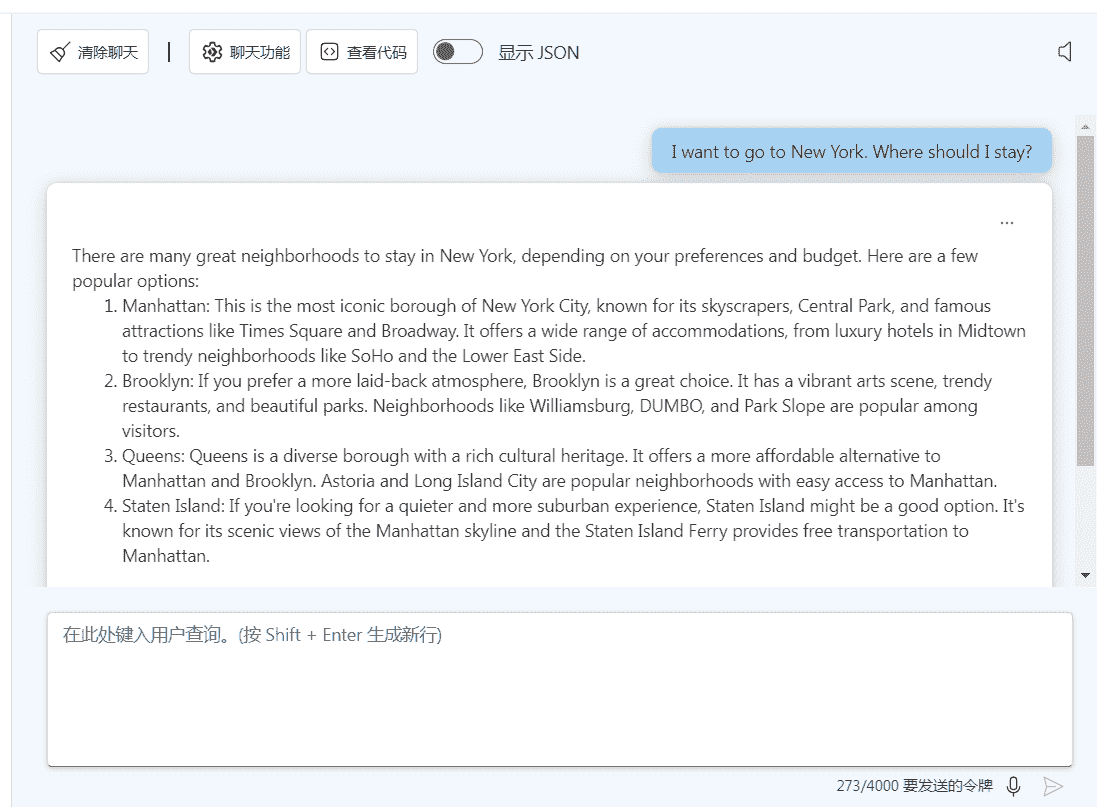 清除聊天 | 聊天功能 查看代码 显示 JSON
I want to go to New York. Where should I stay?
...
There are many great neighborhoods to stay in New York, depending on your preferences and budget. Here are a few
popular options:
1. Manhattan: This is the most iconic borough of New York City, known for its skyscrapers, Central Park, and famous
attractions like Times Square and Broadway. It offers a wide range of accommodations, from luxury hotels in Midtown
to trendy neighborhoods like SoHo and the Lower East Side.
2. Brooklyn: If you prefer a more laid-back atmosphere, Brooklyn is a great choice. It has a vibrant arts scene, trendy
restaurants, and beautiful parks. Neighborhoods like Williamsburg, DUMBO, and Park Slope are popular among
visitors.
3. Queens: Queens is a diverse borough with a rich cultural heritage. It offers a more affordable alternative to
Manhattan and Brooklyn. Astoria and Long Island City are popular neighborhoods with easy access to Manhattan.
4. Staten Island: If you're looking for a quieter and more suburban experience, Staten Island might be a good option. It's
known for its scenic views of the Manhattan skyline and the Staten Island Ferry provides free transportation to
Manhattan.
在此处键入用户查询。(按 Shift + Enter 生成新行)
273/4000 要发送的令牌